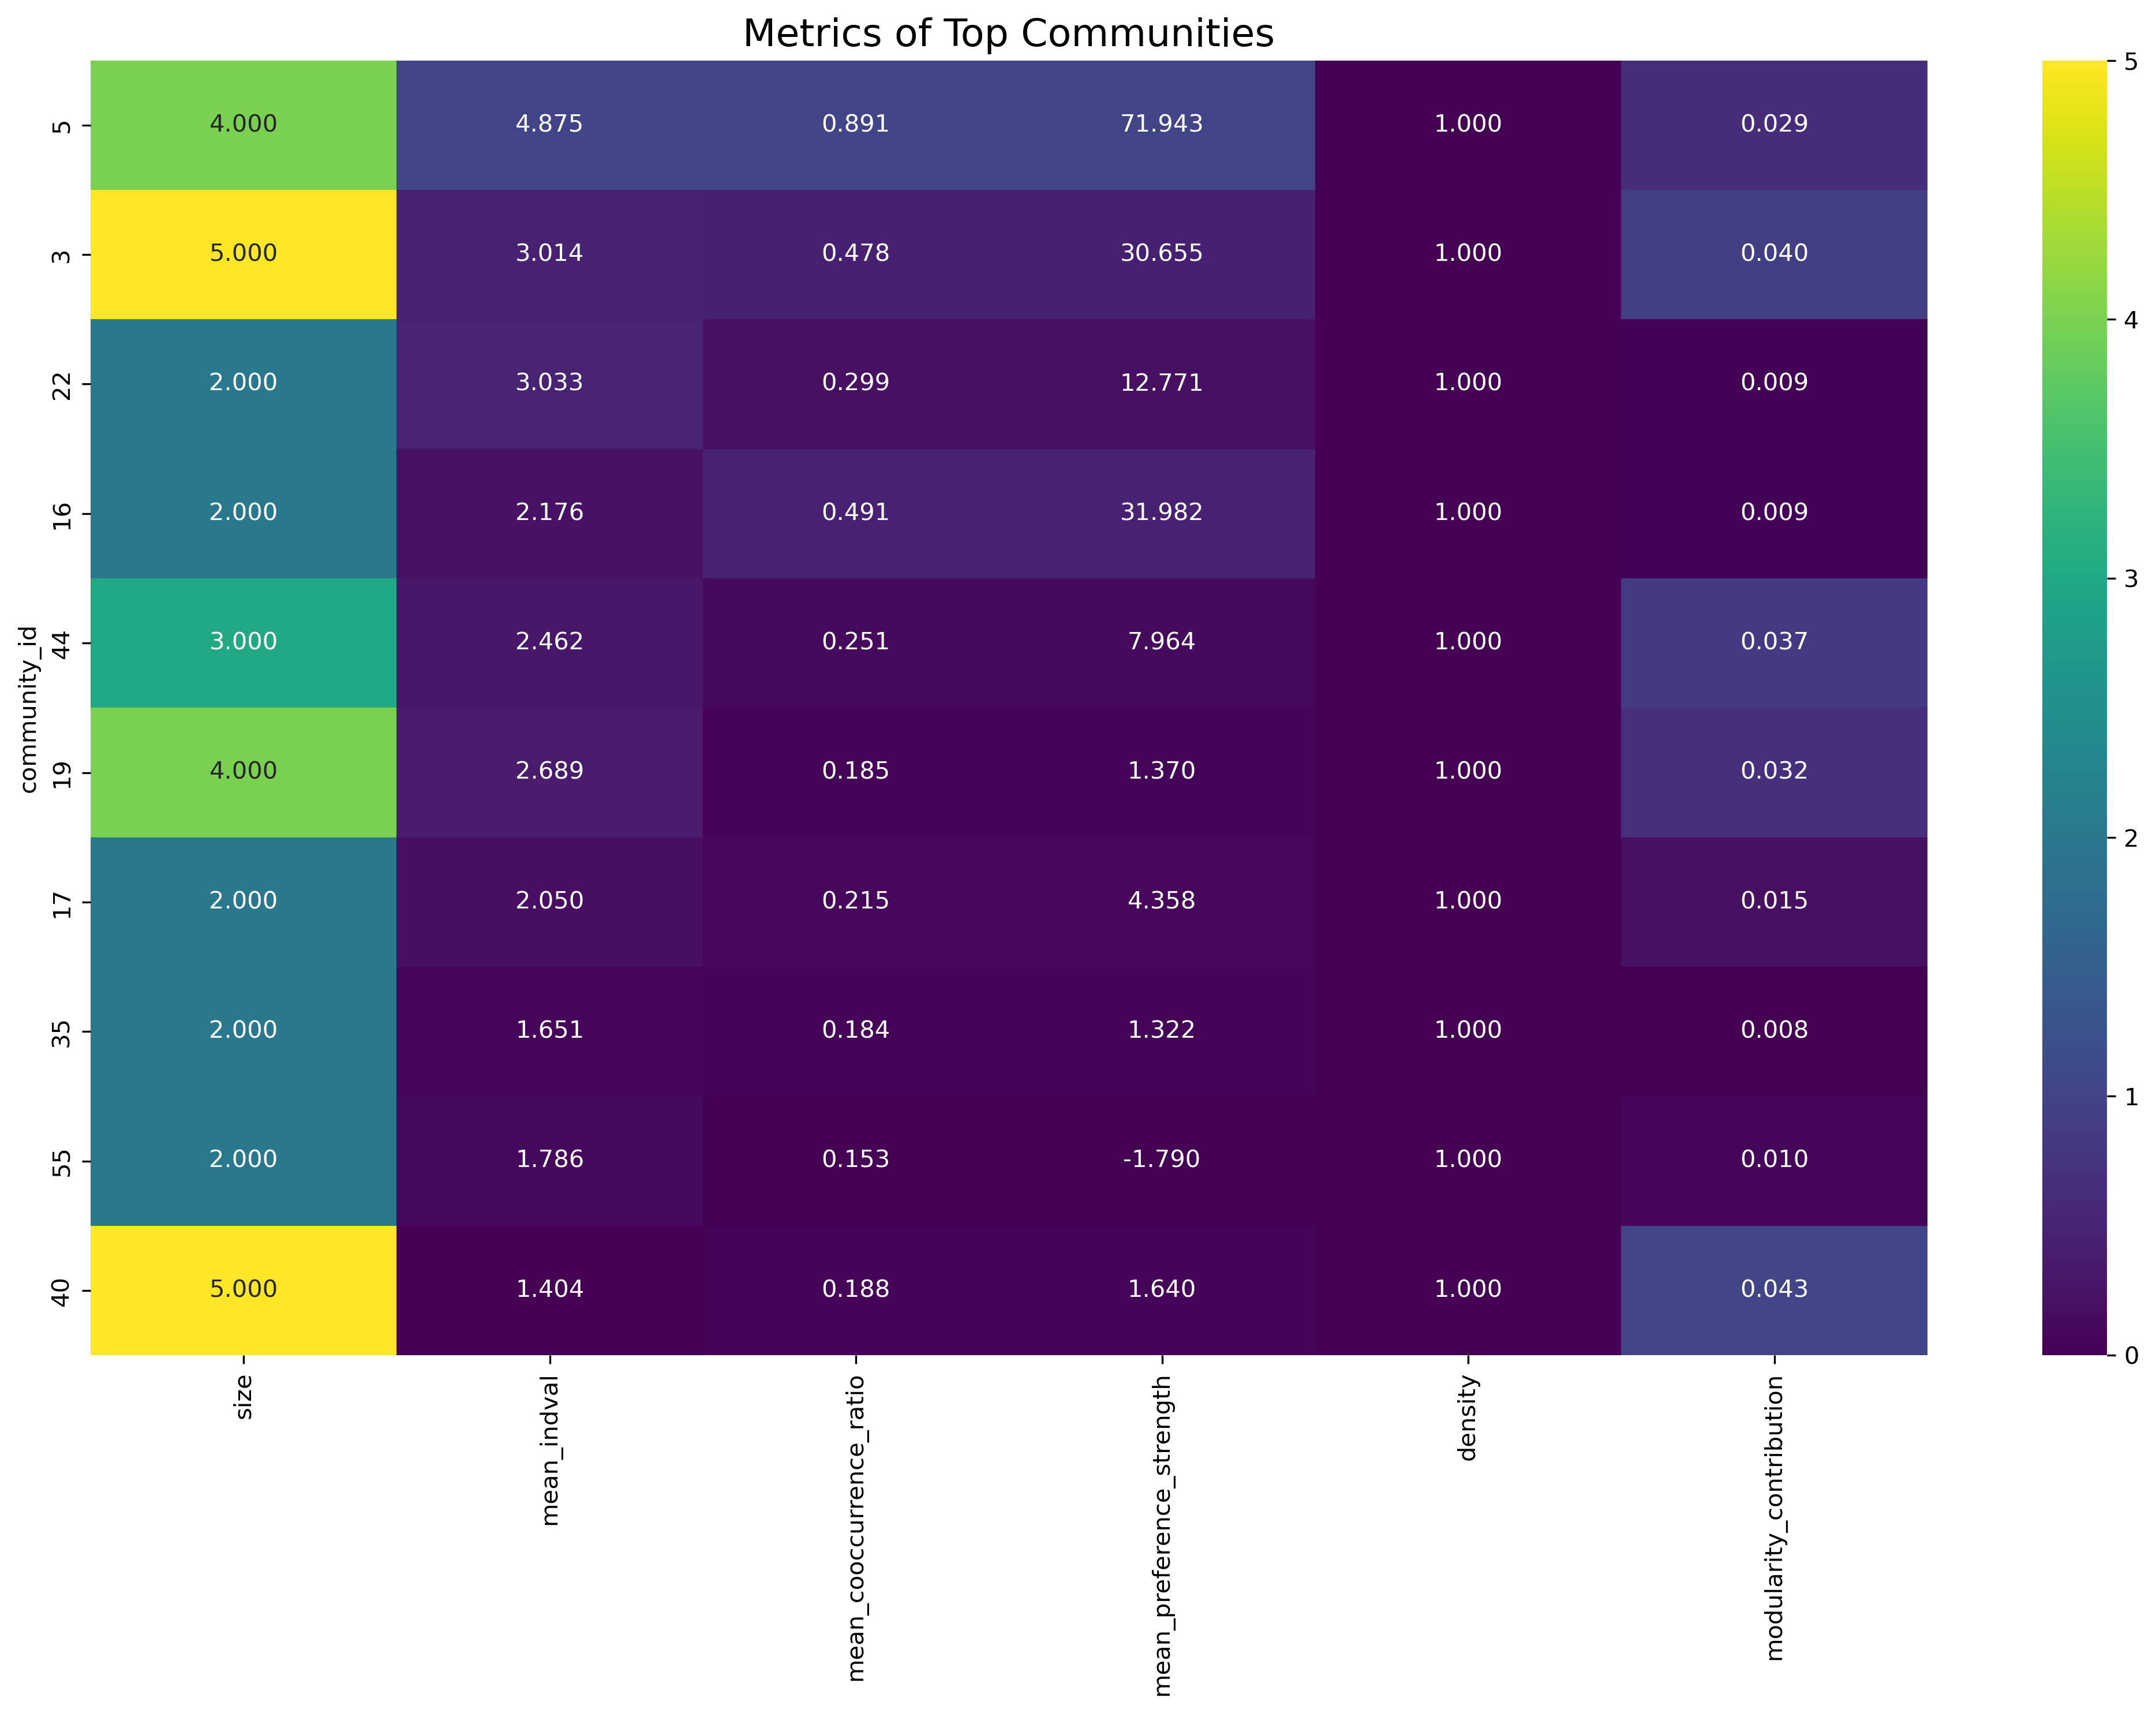 Metrics of Top Communities
5 4.000 4.875 0.891 71.943 1.000 0.029
3 5.000 3.014 0.478 30.655 1.000 0.040
22 2.000 3.033 0.299 12.771 1.000 0.009
16 2.000 2.176 0.491 31.982 1.000 0.009
44 3.000 2.462 0.251 7.964 1.000 0.037
19 4.000 2.689 0.185 1.370 1.000 0.032
17 2.000 2.050 0.215 4.358 1.000 0.015
35 2.000 1.651 0.184 1.322 1.000 0.008
55 2.000 1.786 0.153 -1.790 1.000 0.010
40 5.000 1.404 0.188 1.640 1.000 0.043
community_id
size
mean_indval
mean_cooccurrence_ratio
mean_preference_strength
density
modularity_contribution
5
4
3
2
1
0